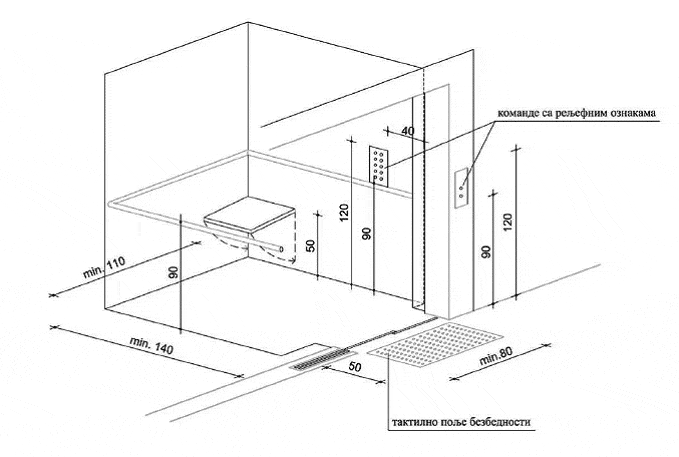 команде са рељефним ознакама
40
120
90
50
120
90
min. 110
90
min. 140
50
min.80
тактилно поље безбедности